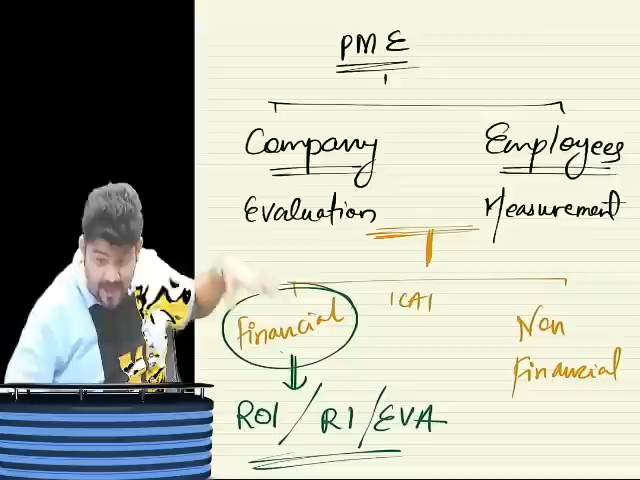 PME
Company Employees
Evaluation Measurement
ICAI
Financial Non
Financial
ROI / RI / EVA